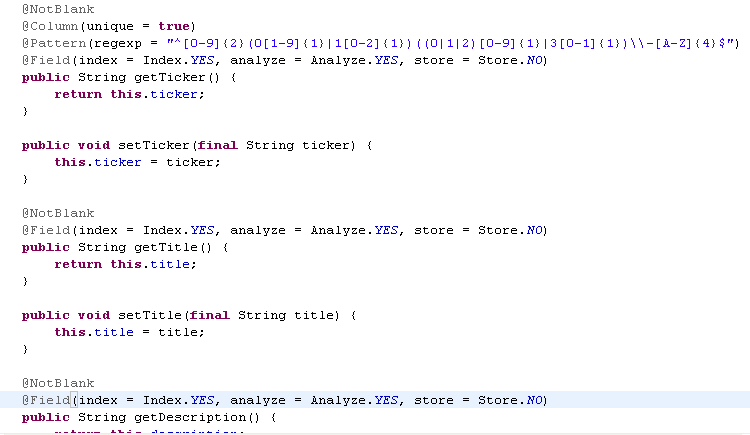 @NotBlank
@Column(unique = true)
@Pattern(regexp = "^[0-9]{2}(0[1-9]{1}|1[0-2]{1})((0|1|2)[0-9]{1}|3[0-1]{1})\\-[A-Z]{4}$")
@Field(index = Index.YES, analyze = Analyze.YES, store = Store.NO)
public String getTicker() {
    return this.ticker;
}

public void setTicker(final String ticker) {
    this.ticker = ticker;
}

@NotBlank
@Field(index = Index.YES, analyze = Analyze.YES, store = Store.NO)
public String getTitle() {
    return this.title;
}

public void setTitle(final String title) {
    this.title = title;
}

@NotBlank
@Field(index = Index.YES, analyze = Analyze.YES, store = Store.NO)
public String getDescription() {
    return this.description;